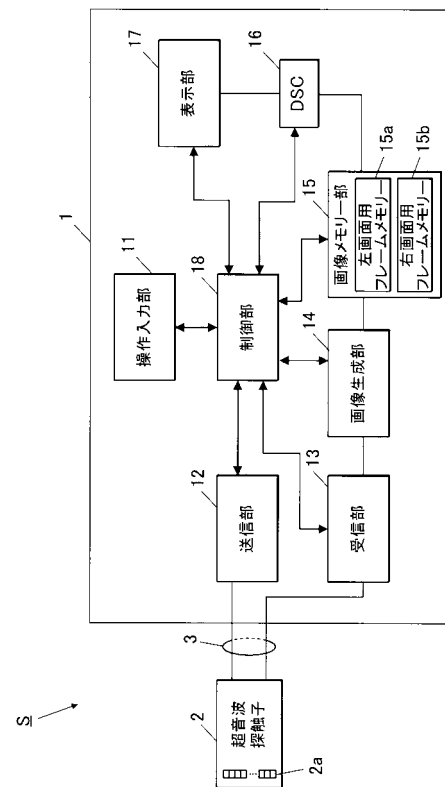 S
1
11
操作入力部
17
表示部
16
DSC
18
制御部
12
送信部
3
2
超音波
探触子
2a
13
受信部
14
画像生成部
15
画像メモリー部
左画面用
フレームメモリー
15a
右画面用
フレームメモリー
15b